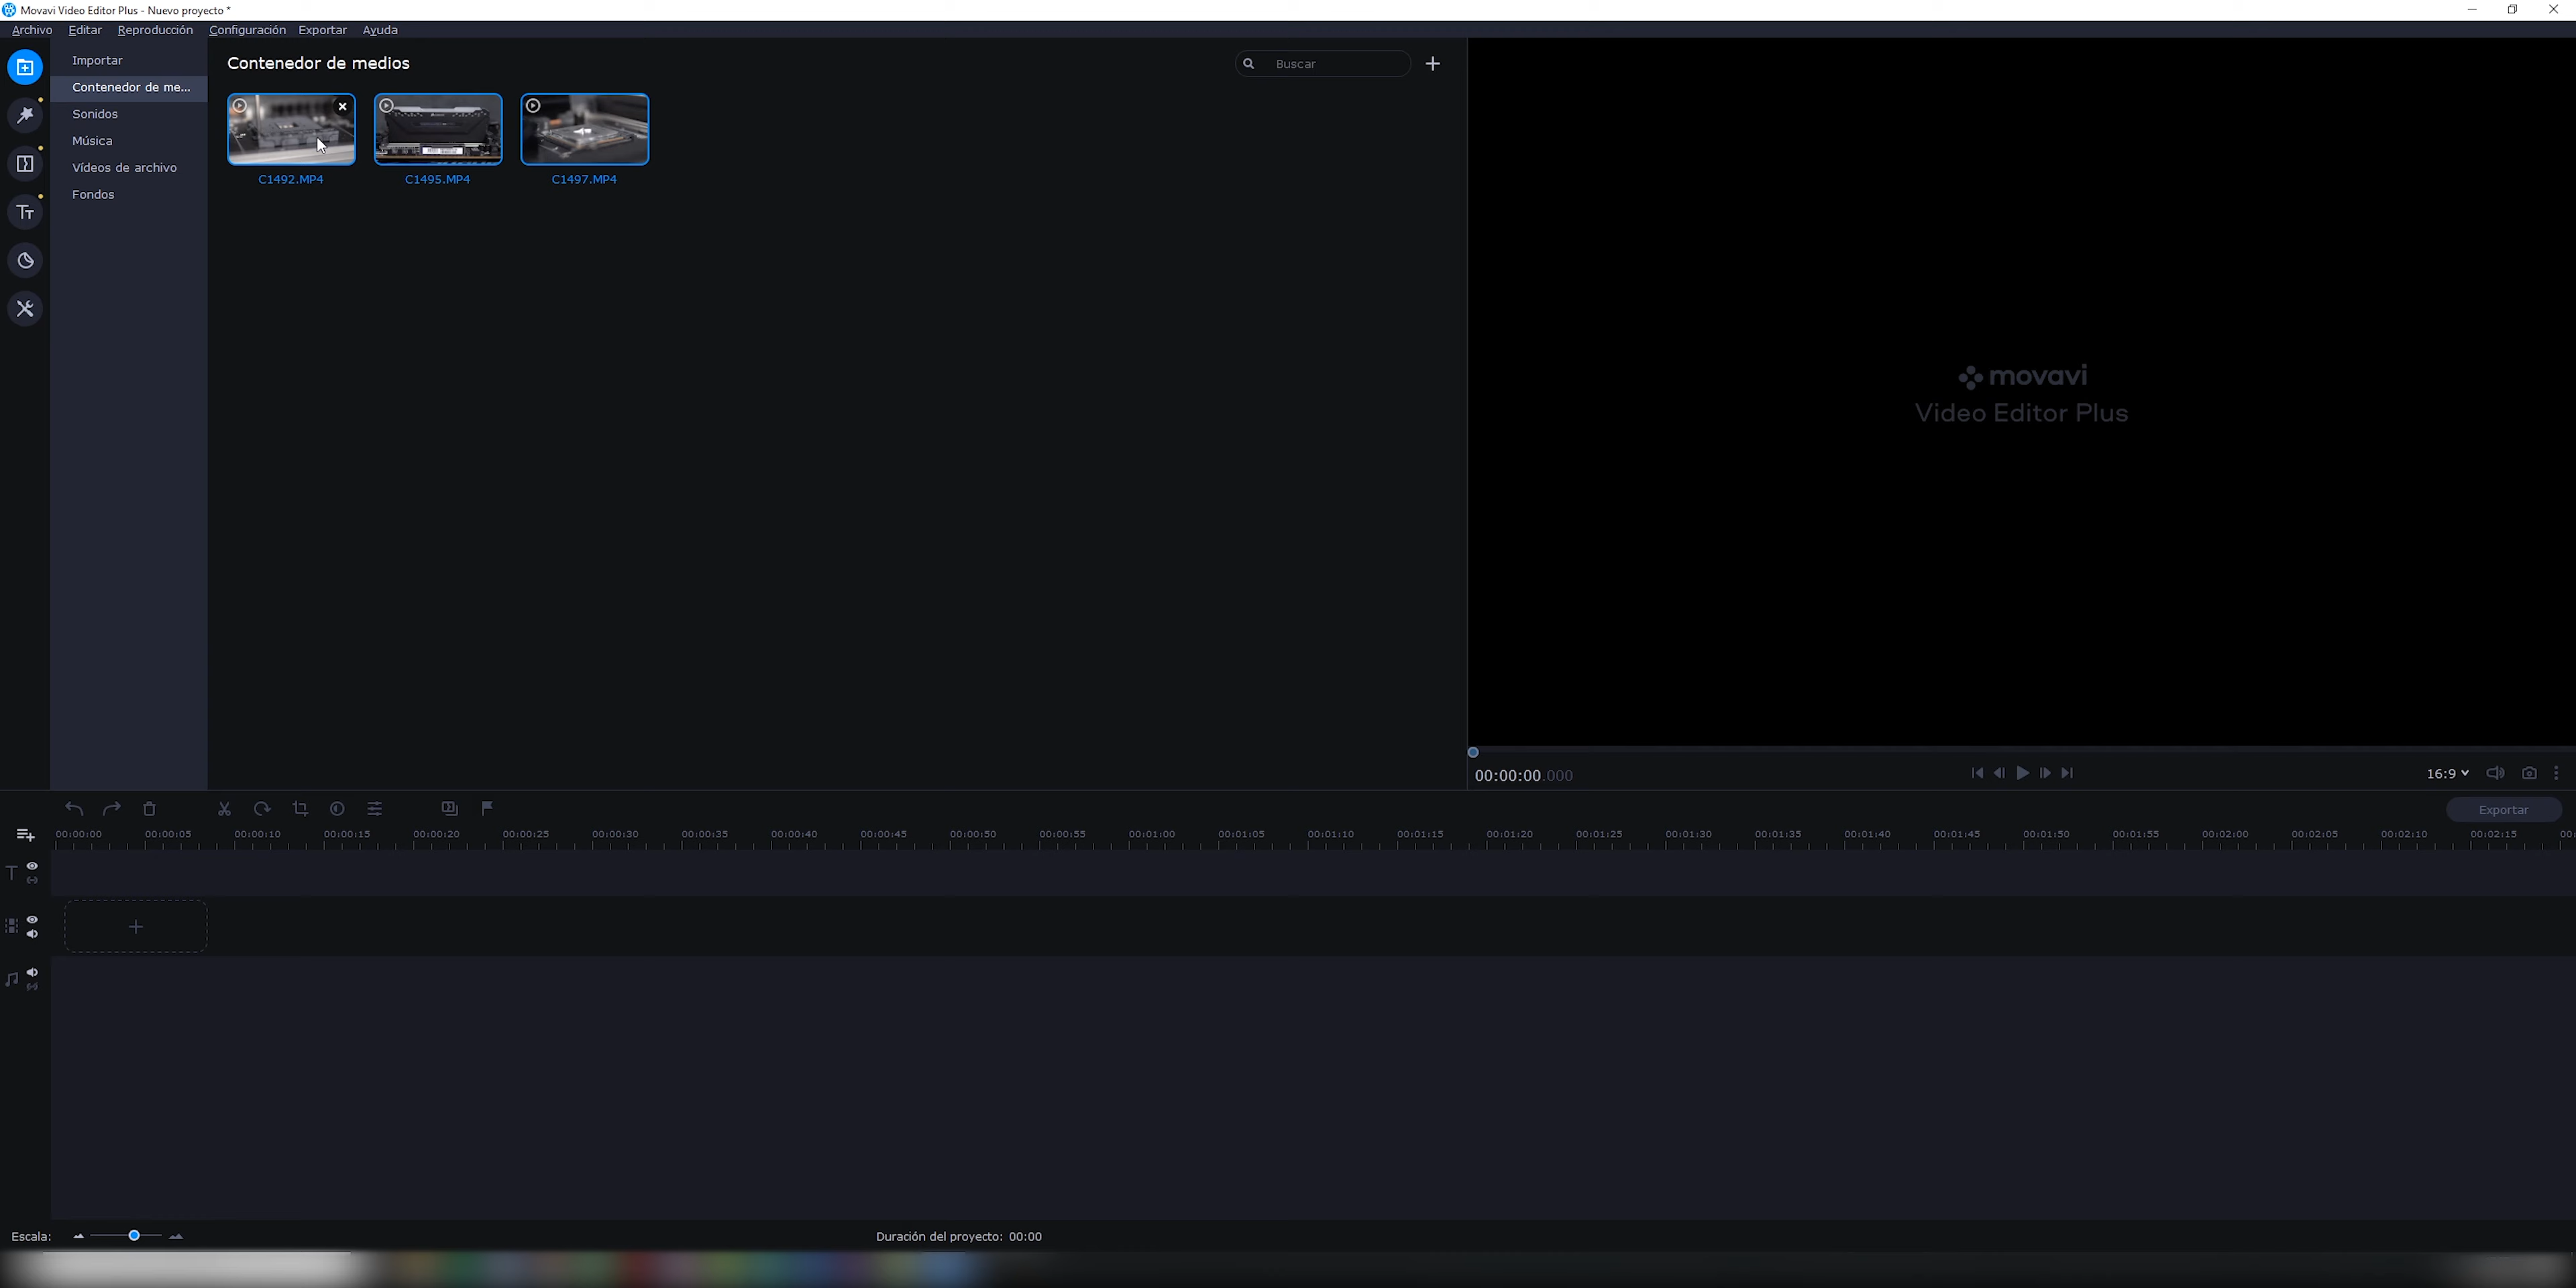 Movavi Video Editor Plus - Nuevo proyecto *
Archivo Editar Reproducción Configuración Exportar Ayuda
Importar
Contenedor de me...
Sonidos
Música
Vídeos de archivo
Fondos
Contenedor de medios
Buscar
C1492.MP4 C1495.MP4 C1497.MP4
movavi
Video Editor Plus
00:00:00.000
16:9
Exportar
00:00:00 00:00:05 00:00:10 00:00:15 00:00:20 00:00:25 00:00:30 00:00:35 00:00:40 00:00:45 00:00:50 00:00:55 00:01:00 00:01:05 00:01:10 00:01:15 00:01:20 00:01:25 00:01:30 00:01:35 00:01:40 00:01:45 00:01:50 00:01:55 00:02:00 00:02:05 00:02:10 00:02:15 00:
Escala:
Duración del proyecto: 00:00